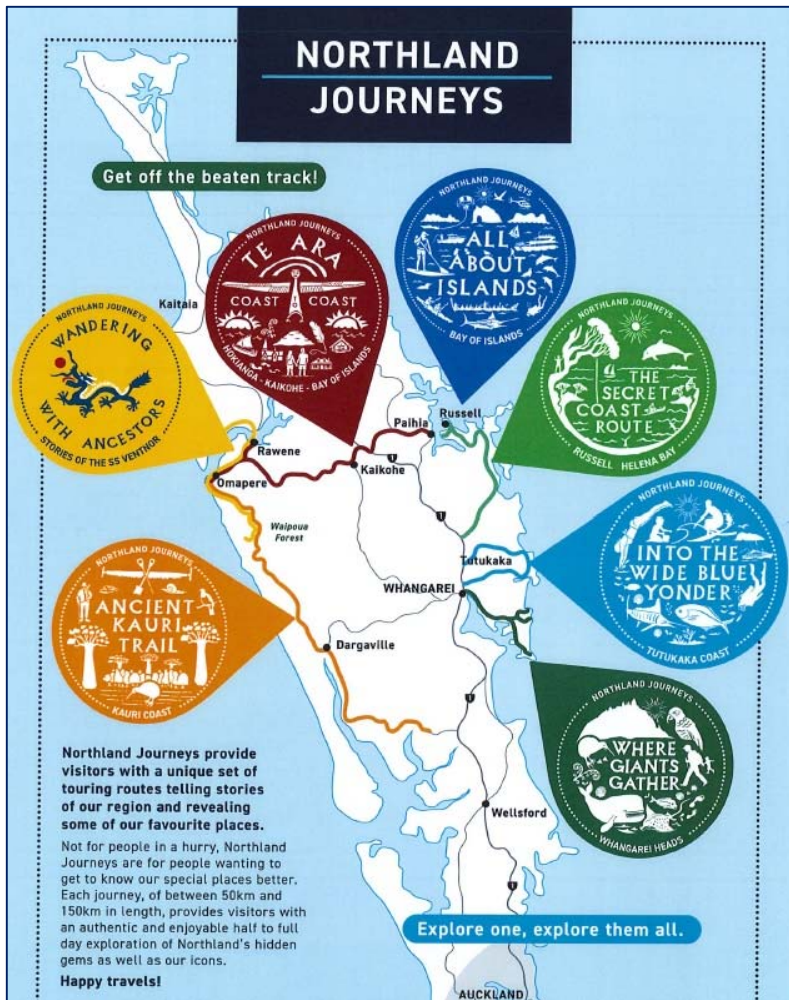 NORTHLAND
JOURNEYS
Get off the beaten track!
NORTHLAND JOURNEYS
TE ARA
COAST TO COAST
HOKIANGA - KAIKOHE - BAY OF ISLANDS
NORTHLAND JOURNEYS
ALL
ABOUT
ISLANDS
BAY OF ISLANDS
NORTHLAND JOURNEYS
WANDERING
WITH ANCESTORS
STORIES OF THE SS VENTNOR
NORTHLAND JOURNEYS
THE
SECRET
COAST
ROUTE
RUSSELL HELENA BAY
Kaitaia
Russell
Paihia
Rawene
Kaikohe
1
Omapere
Waipoua
Forest
1
Tutukaka
WHANGAREI
NORTHLAND JOURNEYS
INTO THE
WIDE BLUE
YONDER
TUTUKAKA COAST
NORTHLAND JOURNEYS
ANCIENT
KAURI
TRAIL
KAURI COAST
Dargaville
1
NORTHLAND JOURNEYS
WHERE
GIANTS
GATHER
WHANGAREI HEADS
Wellsford
1
Northland Journeys provide
visitors with a unique set of
touring routes telling stories
of our region and revealing
some of our favourite places.
Not for people in a hurry, Northland
Journeys are for people wanting to
get to know our special places better.
Each journey, of between 50km and
150km in length, provides visitors with
an authentic and enjoyable half to full
day exploration of Northland's hidden
gems as well as our icons.
Happy travels!
Explore one, explore them all.
AUCKLAND